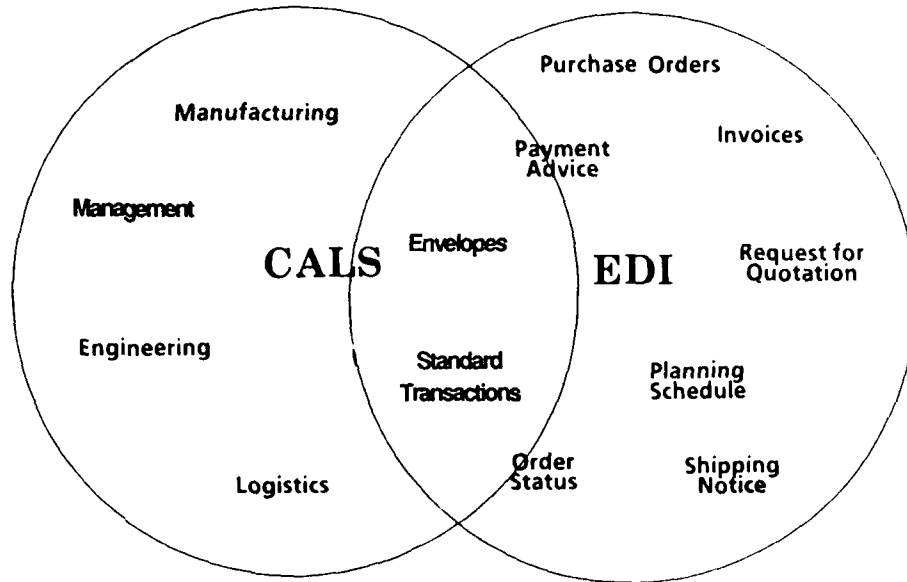 Purchase Orders
Manufacturing
Invoices
Payment
Advice
Management
Envelopes
CALS
EDI
Request for
Quotation
Engineering
Standard
Transactions
Planning
Schedule
Order
Status
Shipping
Notice
Logistics